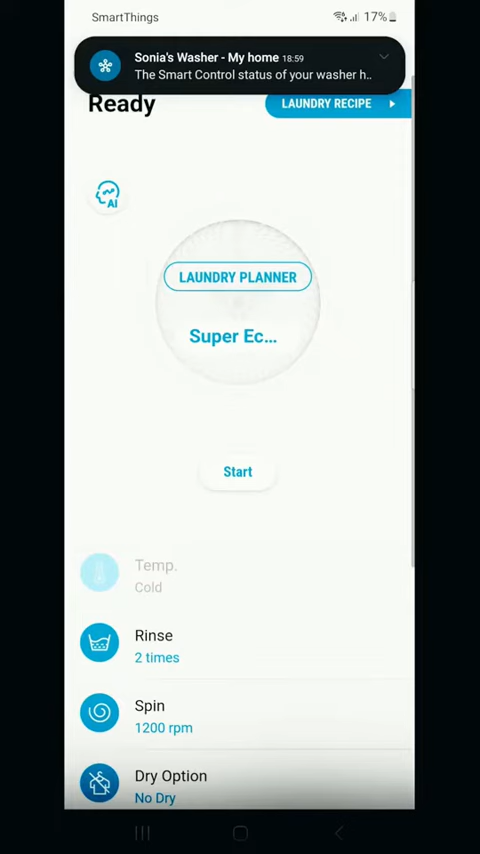 SmartThings
17%
Sonia's Washer - My home 18:59
The Smart Control status of your washer h..
Ready
LAUNDRY RECIPE
AI
LAUNDRY PLANNER
Super Ec...
Start
Temp.
Cold
Rinse
2 times
Spin
1200 rpm
Dry Option
No Dry